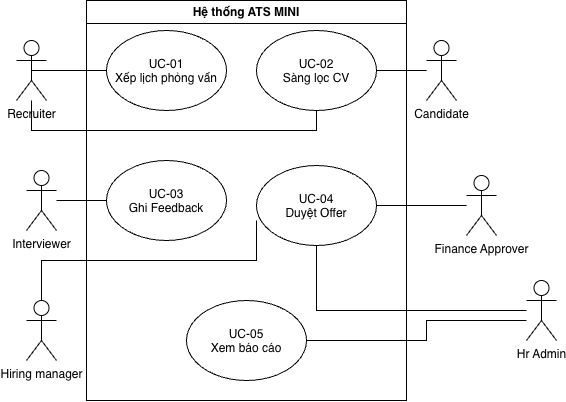 Hệ thống ATS MINI
UC-01
Xếp lịch phỏng vấn
UC-02
Sàng lọc CV
Recruiter
Candidate
UC-03
Ghi Feedback
UC-04
Duyệt Offer
Interviewer
Finance Approver
UC-05
Xem báo cáo
Hiring manager
Hr Admin